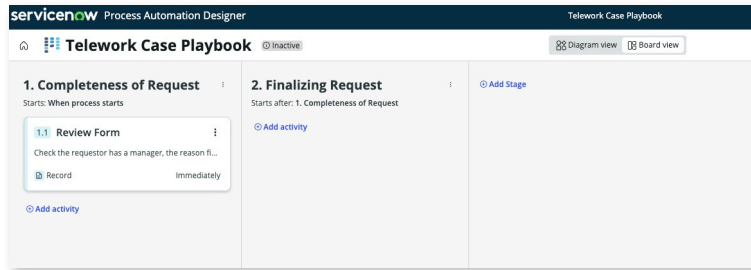 servicenow Process Automation Designer
Telework Case Playbook
Telework Case Playbook
Inactive
Diagram view
Board view
1. Completeness of Request
Starts: When process starts
1.1 Review Form
Check the requestor has a manager, the reason fi...
Record
Immediately
Add activity
2. Finalizing Request
Starts after: 1. Completeness of Request
Add activity
Add Stage